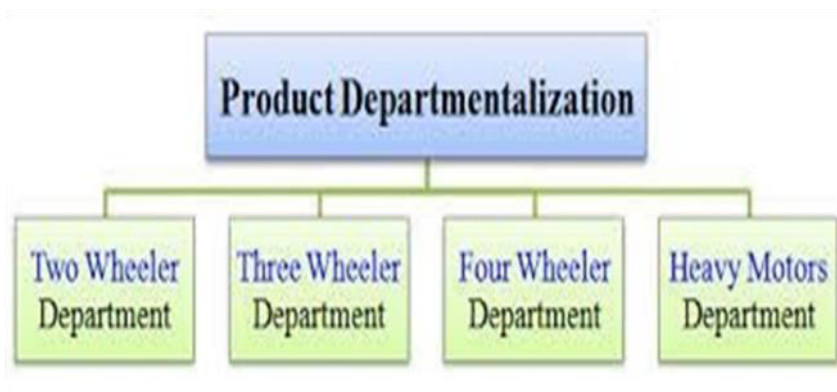 Product Departmentalization
Two Wheeler
Department
Three Wheeler
Department
Four Wheeler
Department
Heavy Motors
Department